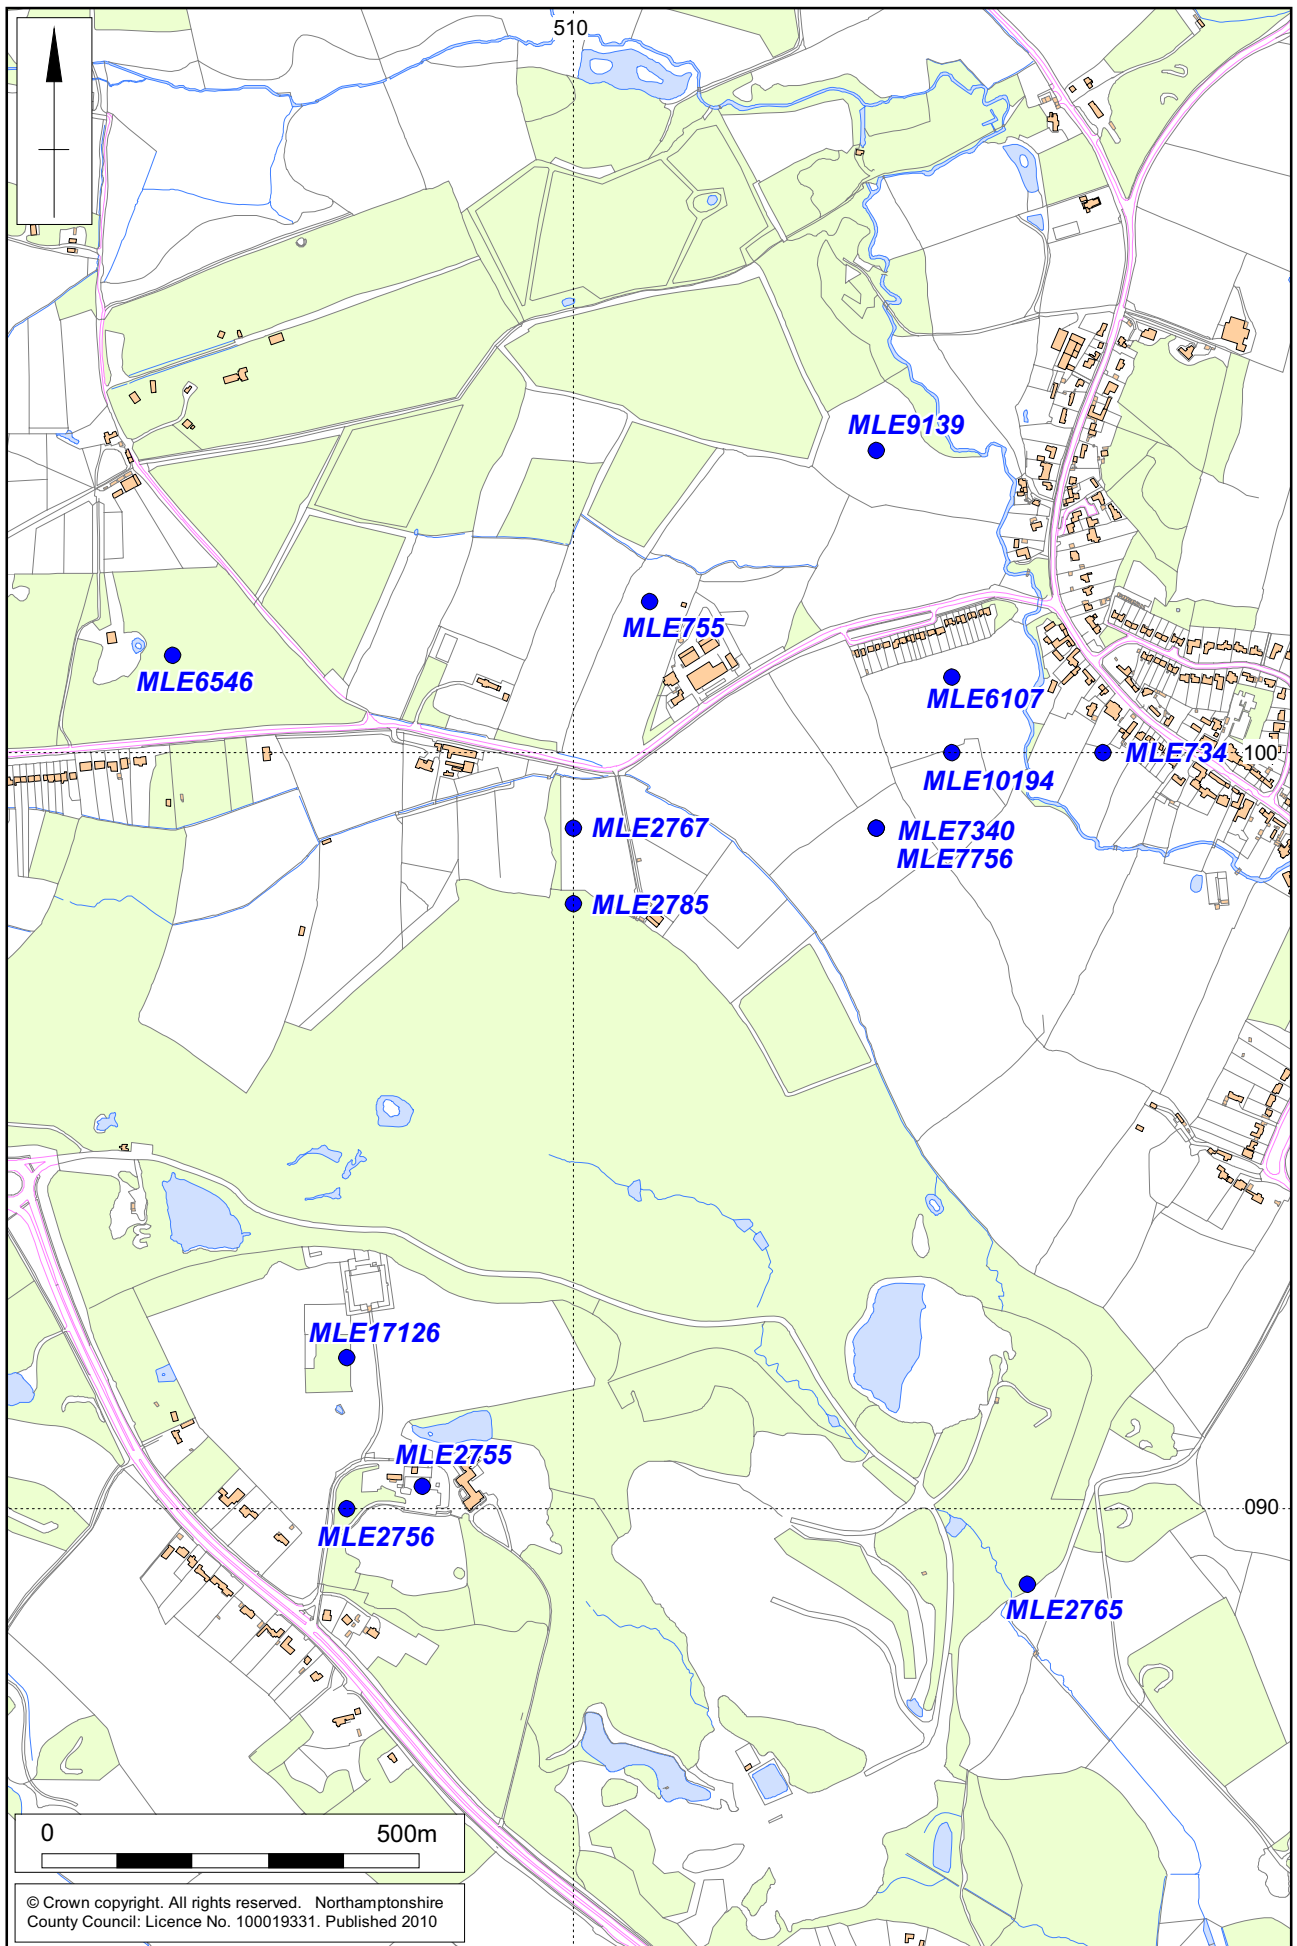 510
MLE9139
MLE755
MLE6546
MLE6107
MLE734
100
MLE10194
MLE2767
MLE7340
MLE7756
MLE2785
MLE17126
MLE2755
090
MLE2756
MLE2765
0 500m
© Crown copyright. All rights reserved. Northamptonshire
County Council: Licence No. 100019331. Published 2010